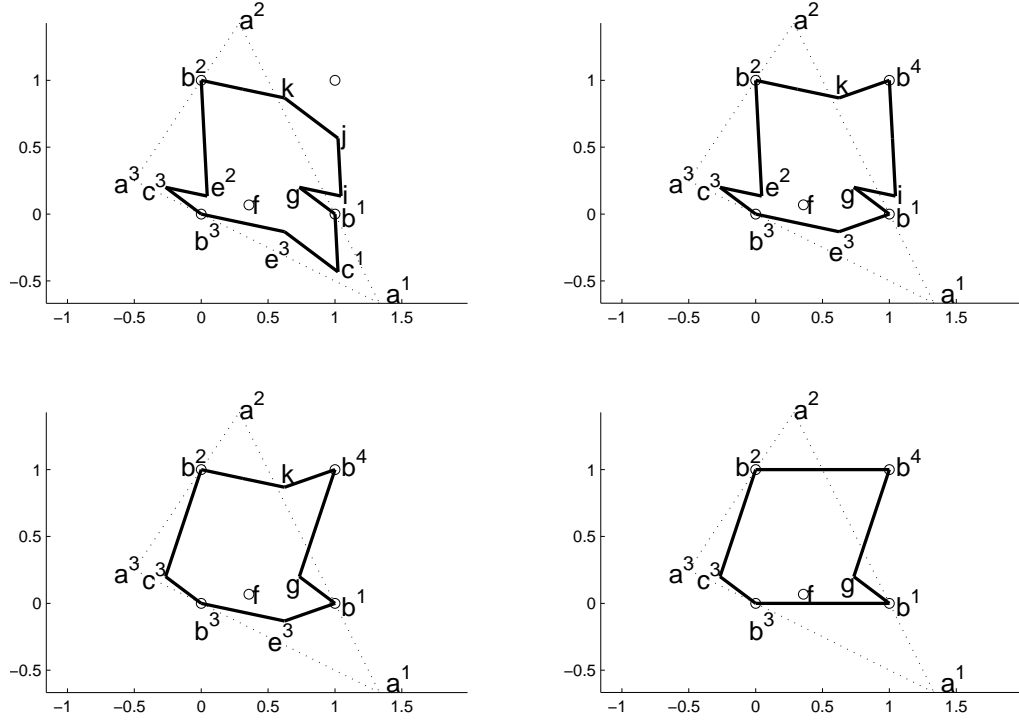 a² a²
1 b² k j 1 b² k b⁴
0.5 0.5
a³ c³ e² g i a³ c³ e² g i
0 f b¹ 0 f b¹
b³ e³ c¹ b³ e³
−0.5 a¹ −0.5 a¹
−1 −0.5 0 0.5 1 1.5 −1 −0.5 0 0.5 1 1.5
a² a²
1 b² k b⁴ 1 b² b⁴
0.5 0.5
a³ c³ g a³ c³ g
0 f b¹ 0 f b¹
b³ e³ b³
−0.5 a¹ −0.5 a¹
−1 −0.5 0 0.5 1 1.5 −1 −0.5 0 0.5 1 1.5